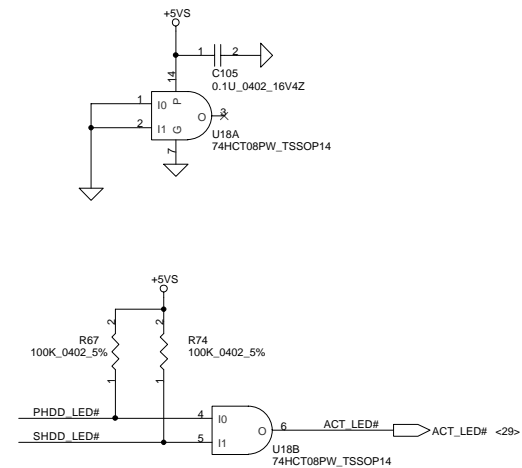 +5VS
1 2
C105
0.1U_0402_16V4Z
14
1 I0 P
O 3
2 I1 G
U18A
74HCT08PW_TSSOP14
7
+5VS
2 2
R67 R74
100K_0402_5% 100K_0402_5%
1 1
PHDD_LED# 4 I0
O 6 ACT_LED# ACT_LED# <29>
SHDD_LED# 5 I1
U18B
74HCT08PW_TSSOP14